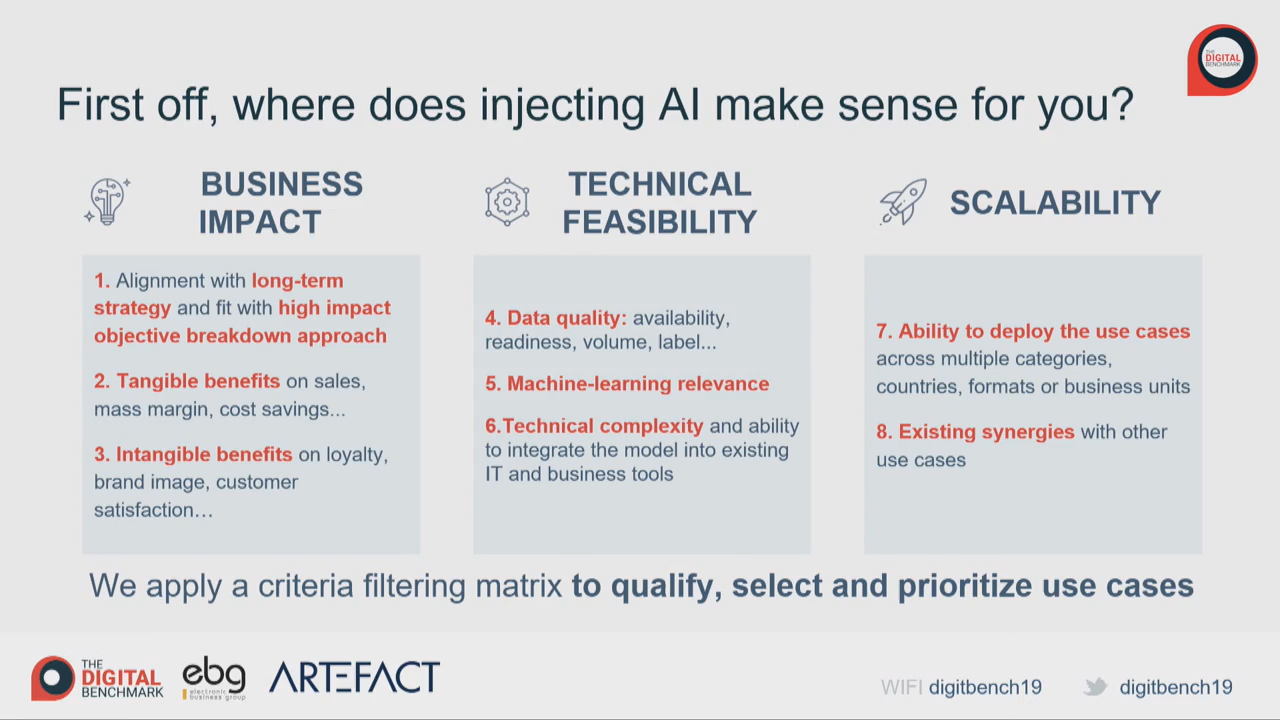 THE
DIGITAL
BENCHMARK
First off, where does injecting AI make sense for you?
BUSINESS
IMPACT
1. Alignment with long-term
strategy and fit with high impact
objective breakdown approach
2. Tangible benefits on sales,
mass margin, cost savings...
3. Intangible benefits on loyalty,
brand image, customer
satisfaction…
TECHNICAL
FEASIBILITY
4. Data quality: availability,
readiness, volume, label...
5. Machine-learning relevance
6.Technical complexity and ability
to integrate the model into existing
IT and business tools
SCALABILITY
7. Ability to deploy the use cases
across multiple categories,
countries, formats or business units
8. Existing synergies with other
use cases
We apply a criteria filtering matrix to qualify, select and prioritize use cases
THE
DIGITAL
BENCHMARK
ebg
electronic
business group
ARTEFACT
WIFI digitbench19
digitbench19